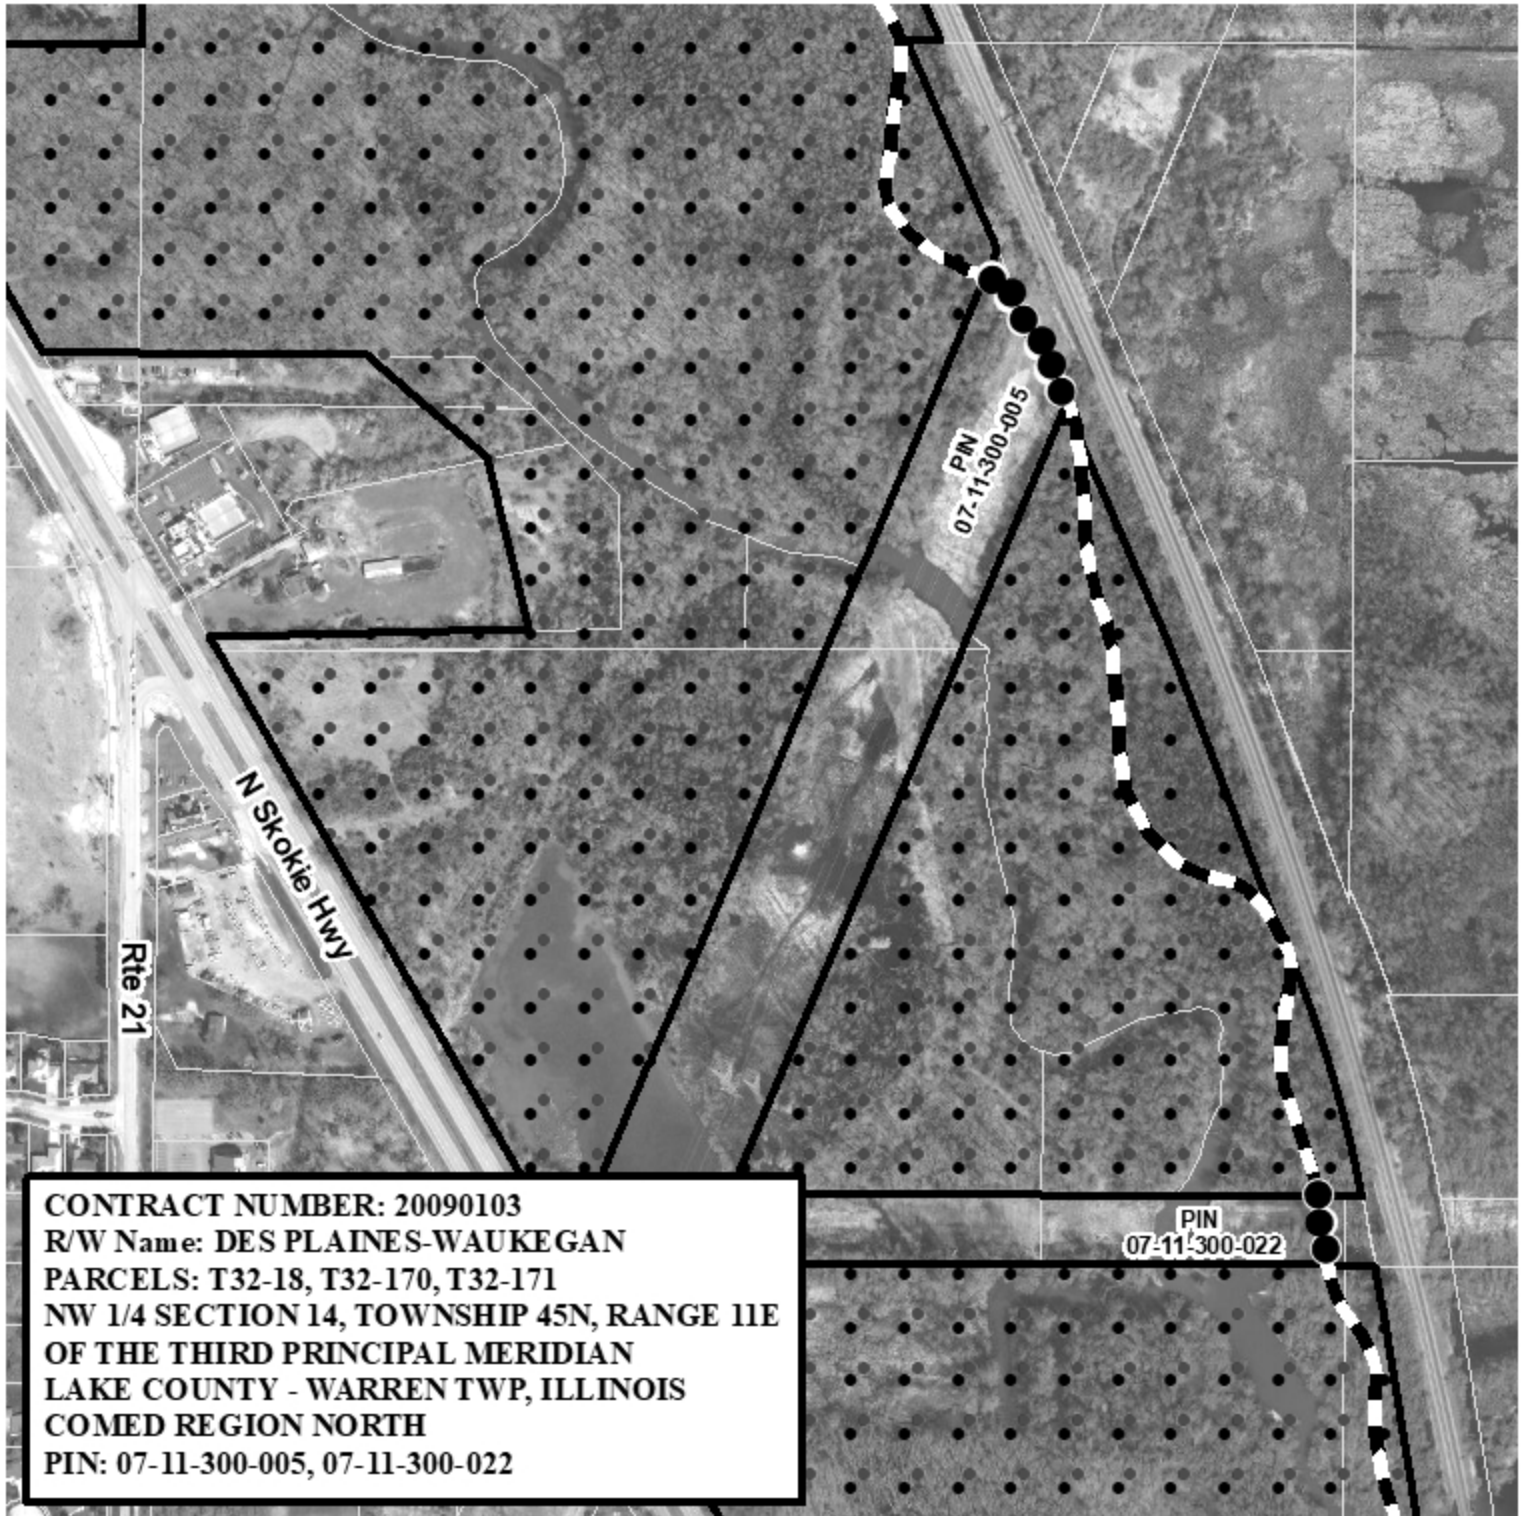 PIN
07-11-300-005
N Skokie Hwy
Rte 21
PIN
07-11-300-022
CONTRACT NUMBER: 20090103
R/W Name: DES PLAINES-WAUKEGAN
PARCELS: T32-18, T32-170, T32-171
NW 1/4 SECTION 14, TOWNSHIP 45N, RANGE 11E
OF THE THIRD PRINCIPAL MERIDIAN
LAKE COUNTY - WARREN TWP, ILLINOIS
COMED REGION NORTH
PIN: 07-11-300-005, 07-11-300-022